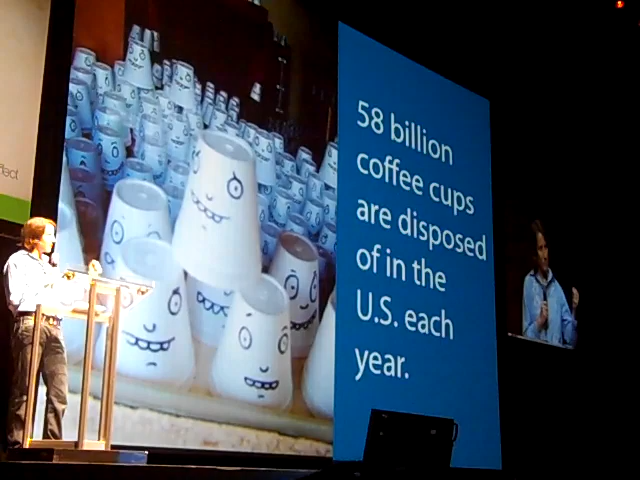 58 billion
coffee cups
are disposed
of in the
U.S. each
year.